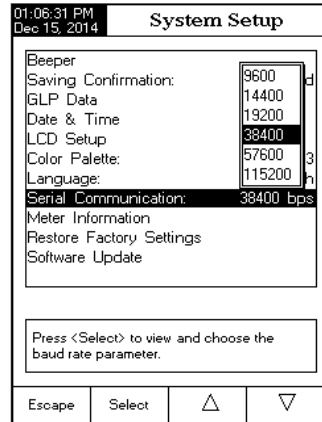 01:06:31 PM
Dec 15, 2014
System Setup
Beeper
Saving Confirmation: d
GLP Data
Date & Time
LCD Setup
Color Palette: 3
Language: h
Serial Communication: 38400 bps
Meter Information
Restore Factory Settings
Software Update
9600
14400
19200
38400
57600
115200
Press <Select> to view and choose the
baud rate parameter.
Escape Select △ ▽